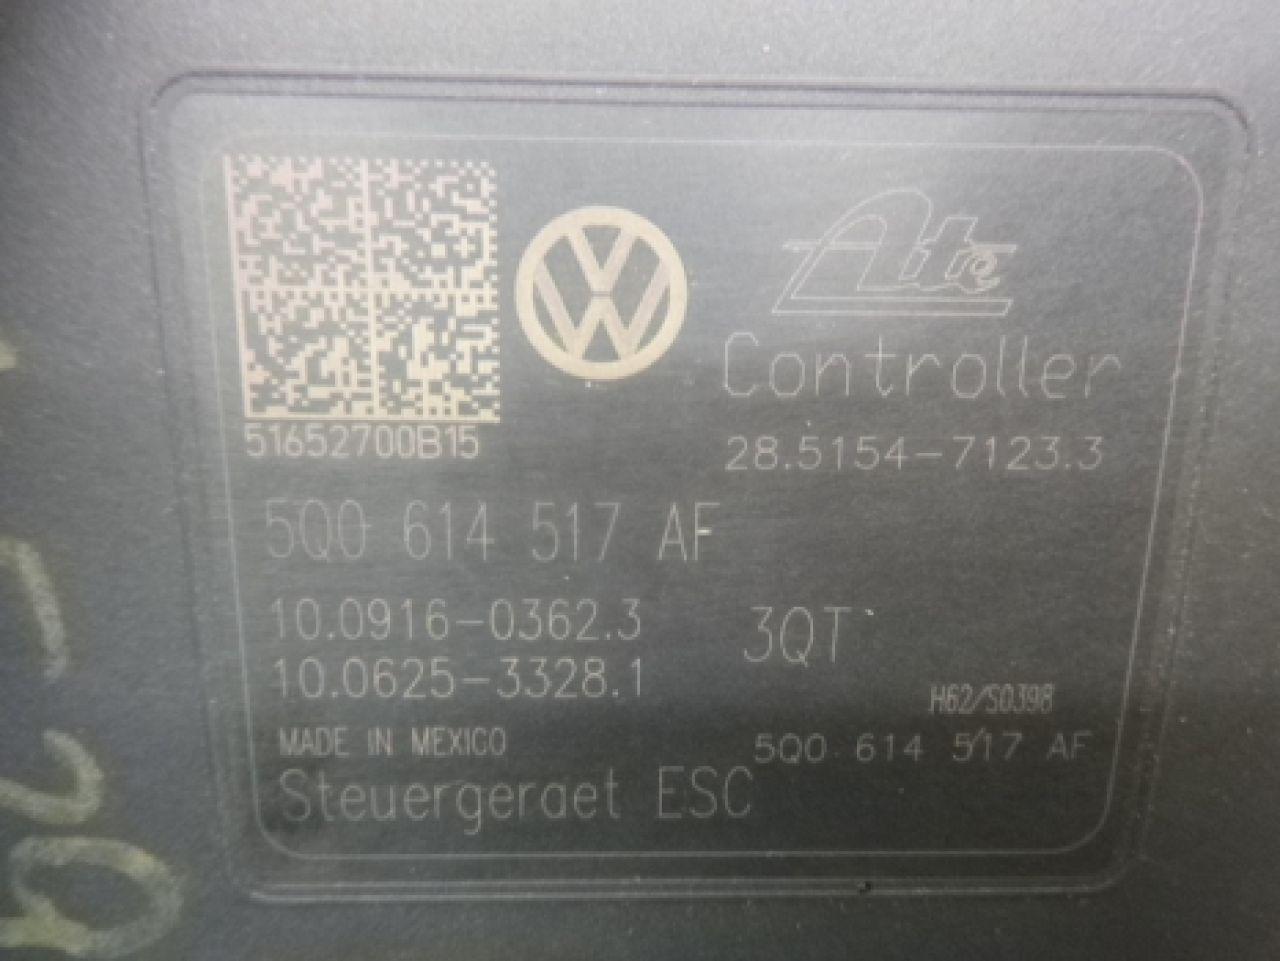 Ate
Controller
51652700B15
28.5154-7123.3
5Q0 614 517 AF
10.0916-0362.3
3QT
10.0625-3328.1
H62/S0398
MADE IN MEXICO
5Q0 614 517 AF
Steuergeraet ESC